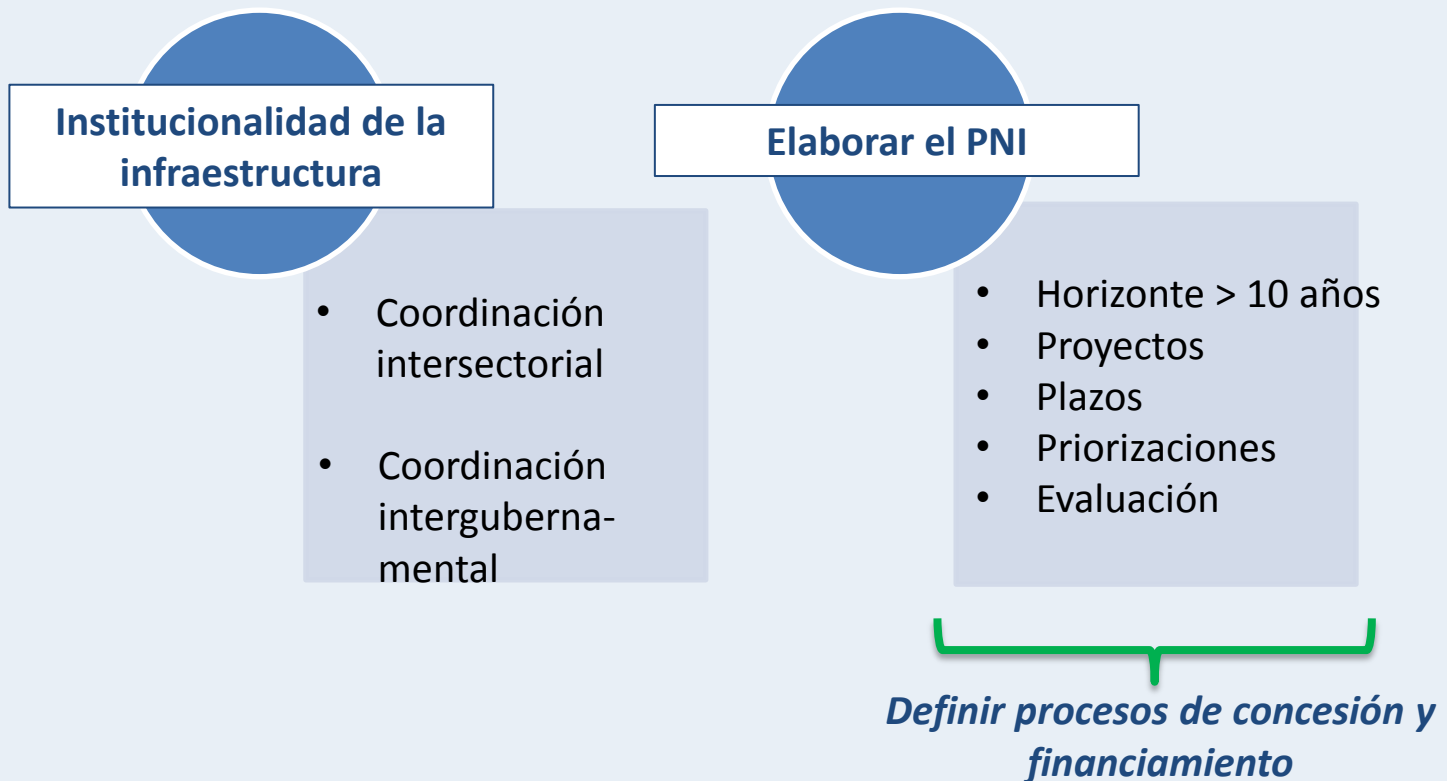 Institucionalidad de la
infraestructura
• Coordinación
intersectorial
• Coordinación
interguberna-
mental
Elaborar el PNI
• Horizonte > 10 años
• Proyectos
• Plazos
• Priorizaciones
• Evaluación
Definir procesos de concesión y
financiamiento